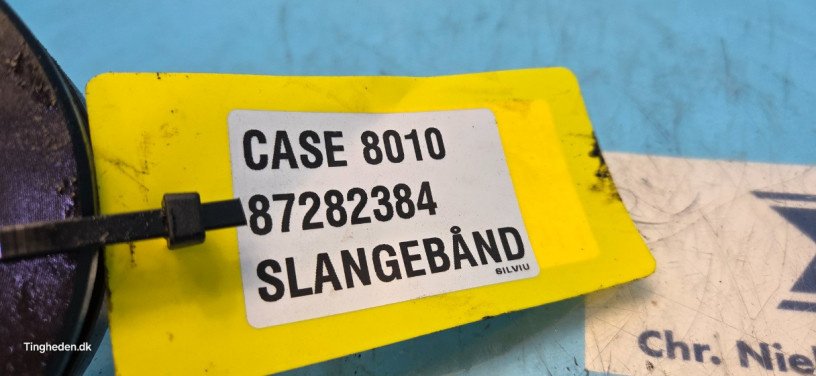 CASE 8010
87282384
SLANGEBÅND
SILVIU
Chr. Niel
Tingheden.dk